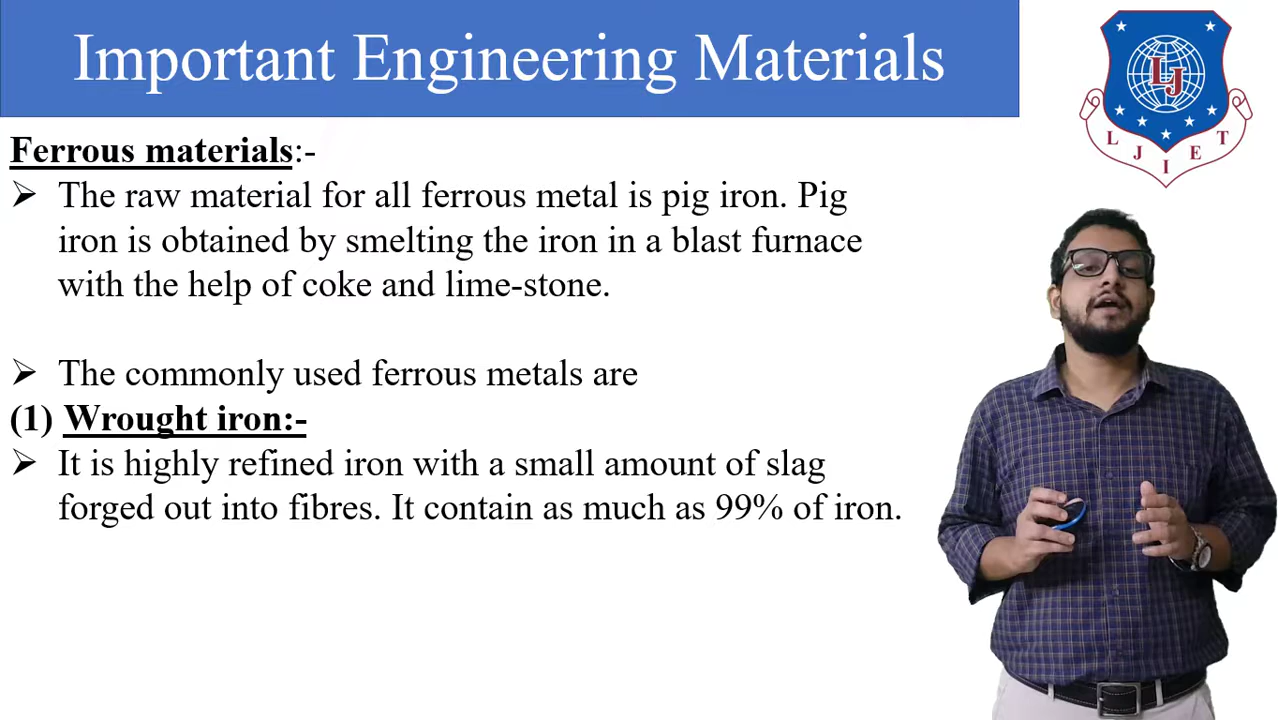 Important Engineering Materials
LJ
L J I E T
Ferrous materials:-
➢ The raw material for all ferrous metal is pig iron. Pig
iron is obtained by smelting the iron in a blast furnace
with the help of coke and lime-stone.
➢ The commonly used ferrous metals are
(1) Wrought iron:-
➢ It is highly refined iron with a small amount of slag
forged out into fibres. It contain as much as 99% of iron.